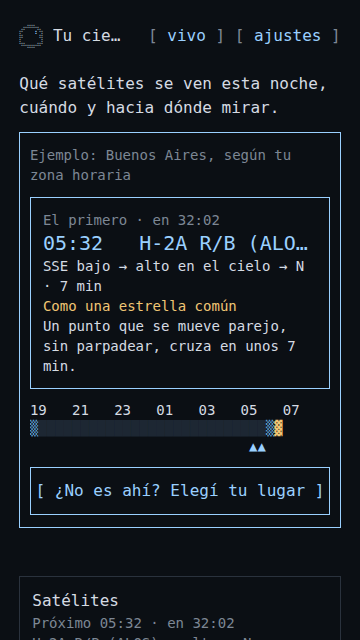 Tu cie… [ vivo ] [ ajustes ]
Qué satélites se ven esta noche,
cuándo y hacia dónde mirar.
Ejemplo: Buenos Aires, según tu
zona horaria
El primero · en 32:02
05:32 H-2A R/B (ALO…
SSE bajo → alto en el cielo → N
· 7 min
Como una estrella común
Un punto que se mueve parejo,
sin parpadear, cruza en unos 7
min.
19 21 23 01 03 05 07
[ ¿No es ahí? Elegí tu lugar ]
Satélites
Próximo 05:32 · en 32:02